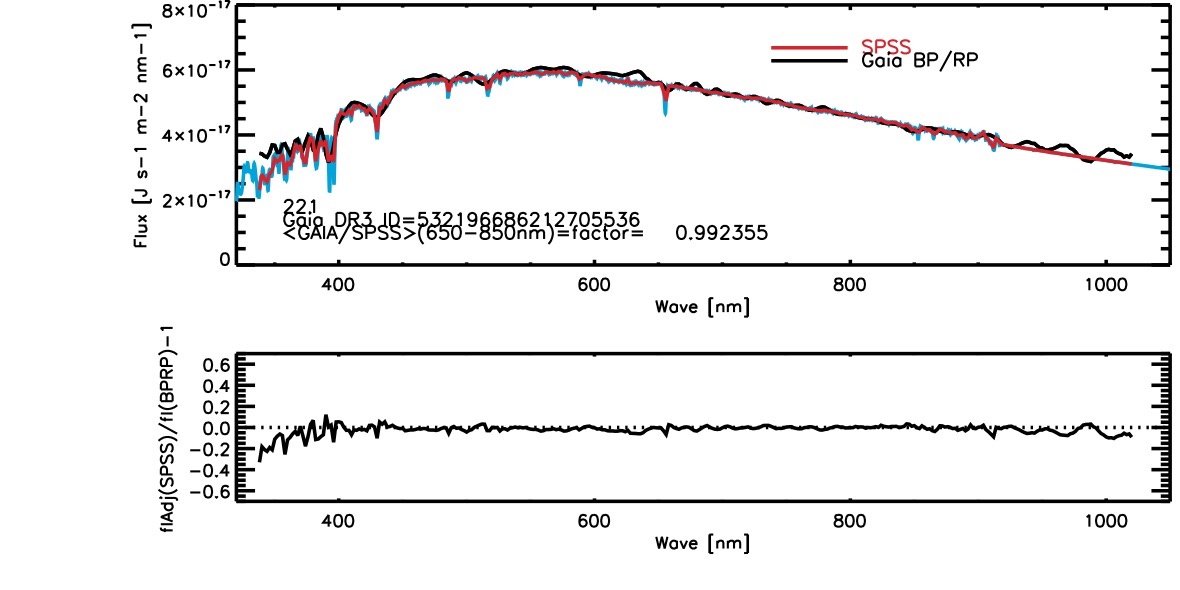 8×10−17
6×10−17
4×10−17
2×10−17
0
Flux [J s−1 m−2 nm−1]
SPSS
Gaia BP/RP
221
Gaia DR3 ID=5321966862127055​36
<GAIA/SPSS>(650−850nm)=factor= 0.992355
400 600 800 1000
Wave [nm]
0.6
0.4
0.2
0.0
−0.2
−0.4
−0.6
flAdj(SPSS)/fl(BPRP)−1
400 600 800 1000
Wave [nm]